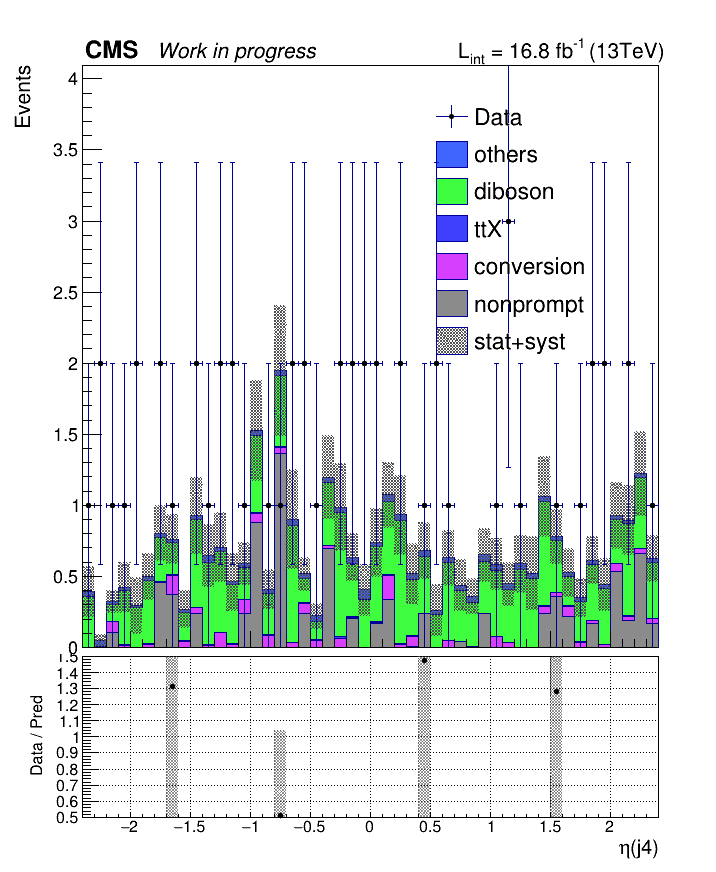 CMS Work in progress L_int = 16.8 fb^-1 (13TeV)
Events
4
3.5
3
2.5
2
1.5
1
0.5
0
Data
others
diboson
ttX
conversion
nonprompt
stat+syst
Data / Pred
1.5
1.4
1.3
1.2
1.1
1
0.9
0.8
0.7
0.6
0.5
−2 −1.5 −1 −0.5 0 0.5 1 1.5 2
η(j4)